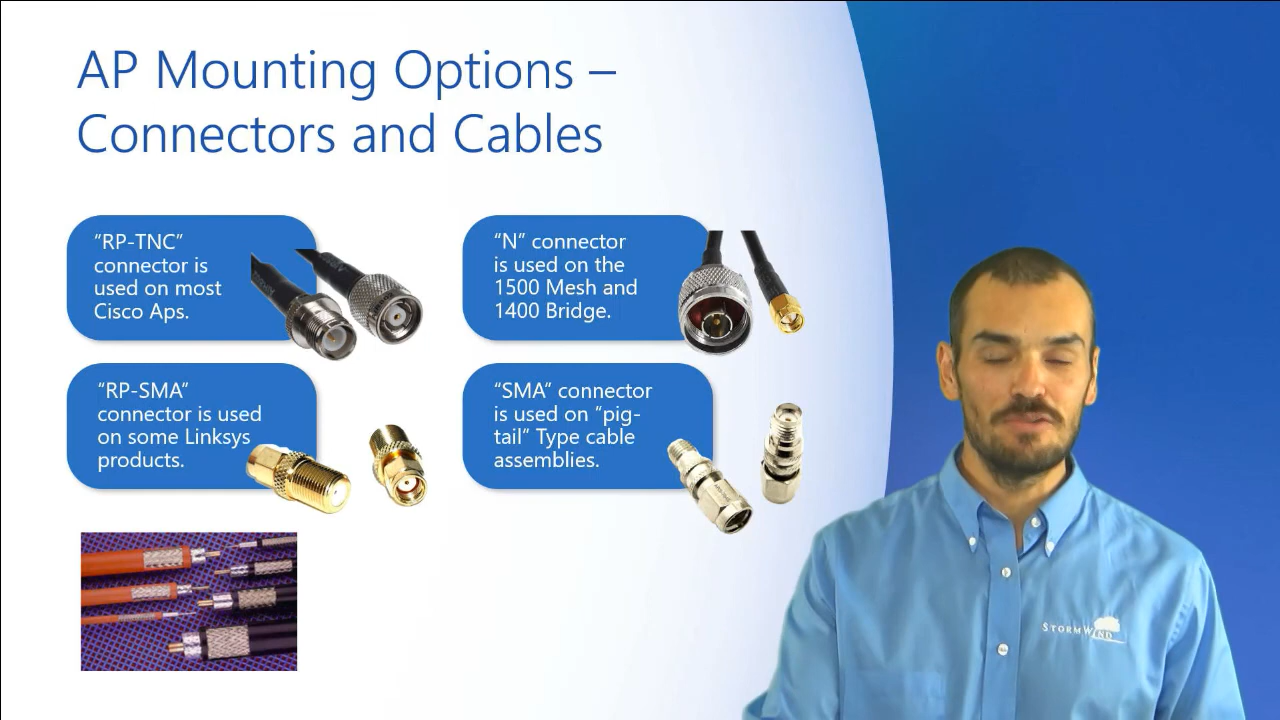 AP Mounting Options –
Connectors and Cables
“RP-TNC”
connector is
used on most
Cisco Aps.
“N” connector
is used on the
1500 Mesh and
1400 Bridge.
“RP-SMA”
connector is used
on some Linksys
products.
“SMA” connector
is used on “pig-
tail” Type cable
assemblies.
STORMWIND